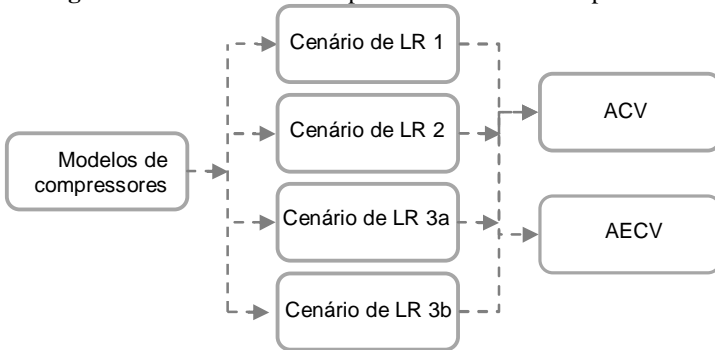 Cenário de LR 1
Cenário de LR 2
ACV
Modelos de
compressores
Cenário de LR 3a
AECV
Cenário de LR 3b